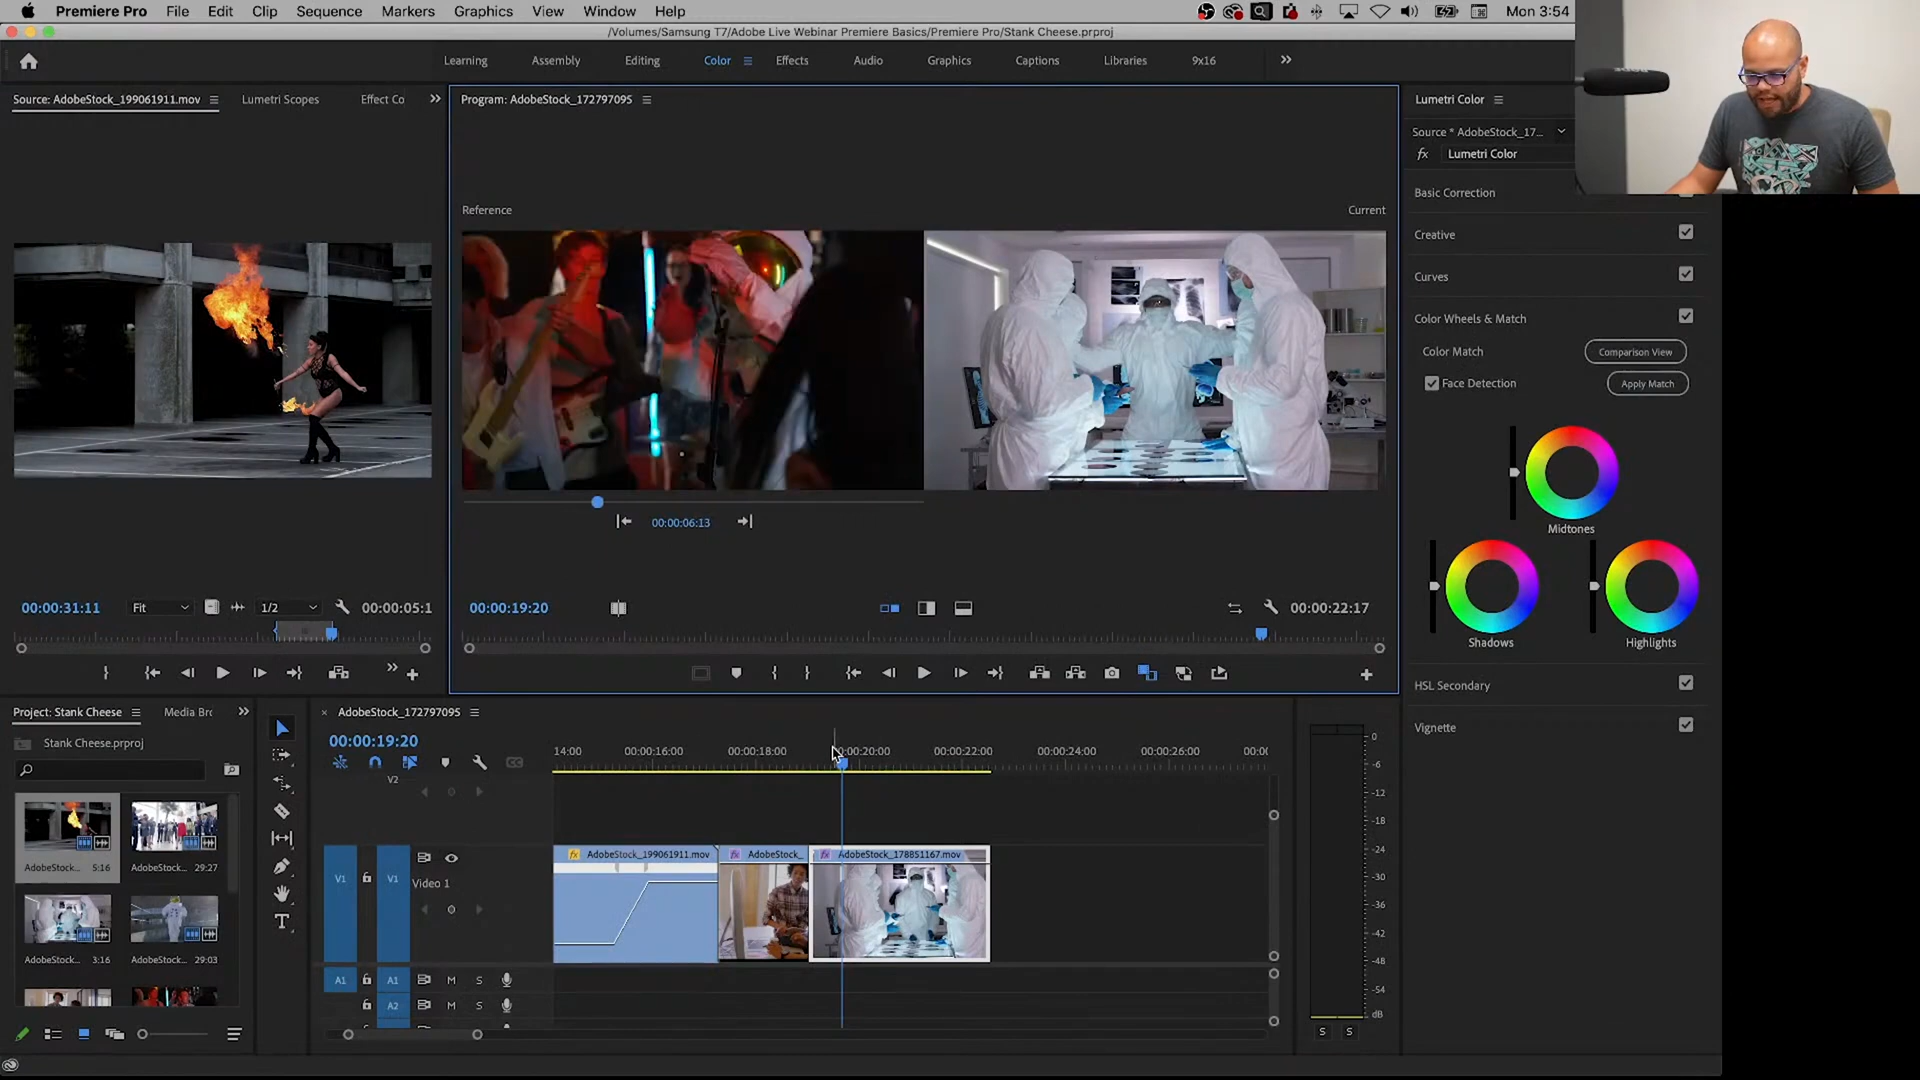 Premiere Pro File Edit Clip Sequence Markers Graphics View Window Help Mon 3:54
/Volumes/Samsung T7/Adobe Live Webinar Premiere Basics/Premiere Pro/Stank Cheese.prproj
Learning Assembly Editing Color Effects Audio Graphics Captions Libraries 9x16
Source: AdobeStock_199061911.mov Lumetri Scopes Effect Co
Program: AdobeStock_172797095
Lumetri Color
Source * AdobeStock_17...
fx Lumetri Color
Basic Correction
Reference Current
Creative
Curves
Color Wheels & Match
Color Match Comparison View
Face Detection Apply Match
Midtones
Shadows Highlights
HSL Secondary
Vignette
00:00:06:13
00:00:31:11 Fit 1/2 00:00:05:1
00:00:19:20 00:00:22:17
Project: Stank Cheese Media Brc
Stank Cheese.prproj
AdobeStock... 5:16 AdobeStock... 29:27
AdobeStock... 3:16 AdobeStock... 29:03
AdobeStock_172797095
00:00:19:20
:14:00 00:00:16:00 00:00:18:00 00:00:20:00 00:00:22:00 00:00:24:00 00:00:26:00 00:00
V2
fx AdobeStock_199061911.mov fx AdobeStock_ fx AdobeStock_178851167.mov
V1 V1 Video 1
A1 A1 M S
A2 M S
0
-6
-12
-18
-24
-30
-36
-42
-48
-54
dB
S S